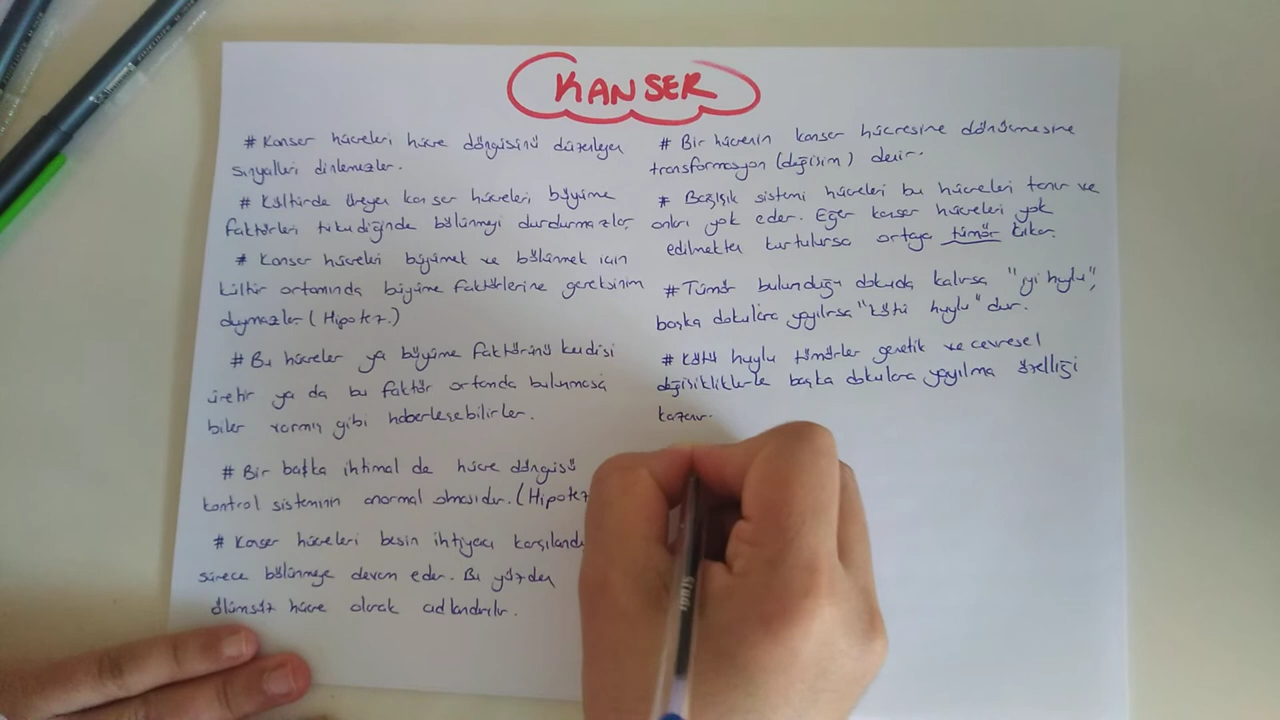 KANSER
# Kanser hücreleri hücre döngüsünü düzenleyen
sinyalleri dinlemezler.
# Kültürde üreyen kanser hücreleri büyüme
faktörleri tükendiğinde bölünmeyi durdurmazlar.
# Kanser hücreleri büyümek ve bölünmek için
kültür ortamında büyüme faktörlerine gereksinim
duymazlar (Hipotez.)
# Bu hücreler ya büyüme faktörünü kendisi
üretir ya da bu faktör ortamda bulunmasa
bile varmış gibi haberleşebilirler.
# Bir başka ihtimal de hücre döngüsü
kontrol sisteminin anormal olmasıdır. (Hipotez
# Kanser hücreleri besin ihtiyacı karşılandı
sürece bölünmeye devam eder. Bu yüzden
ölümsüz hücre olarak adlandırılır.
# Bir hücrenin kanser hücresine dönüşmesine
transformasyon (değişim) denir.
# Bağışık sistemi hücreleri bu hücreleri tanır ve
onları yok eder. Eğer kanser hücreleri yok
edilmekten kurtulursa ortaya tümör çıkar.
# Tümör bulunduğu dokuda kalırsa "iyi huylu",
başka dokulara yayılırsa "kötü huylu" dur.
# Kötü huylu tümörler genetik ve çevresel
değişikliklerle başka dokulara yayılma özelliği
kazanır.